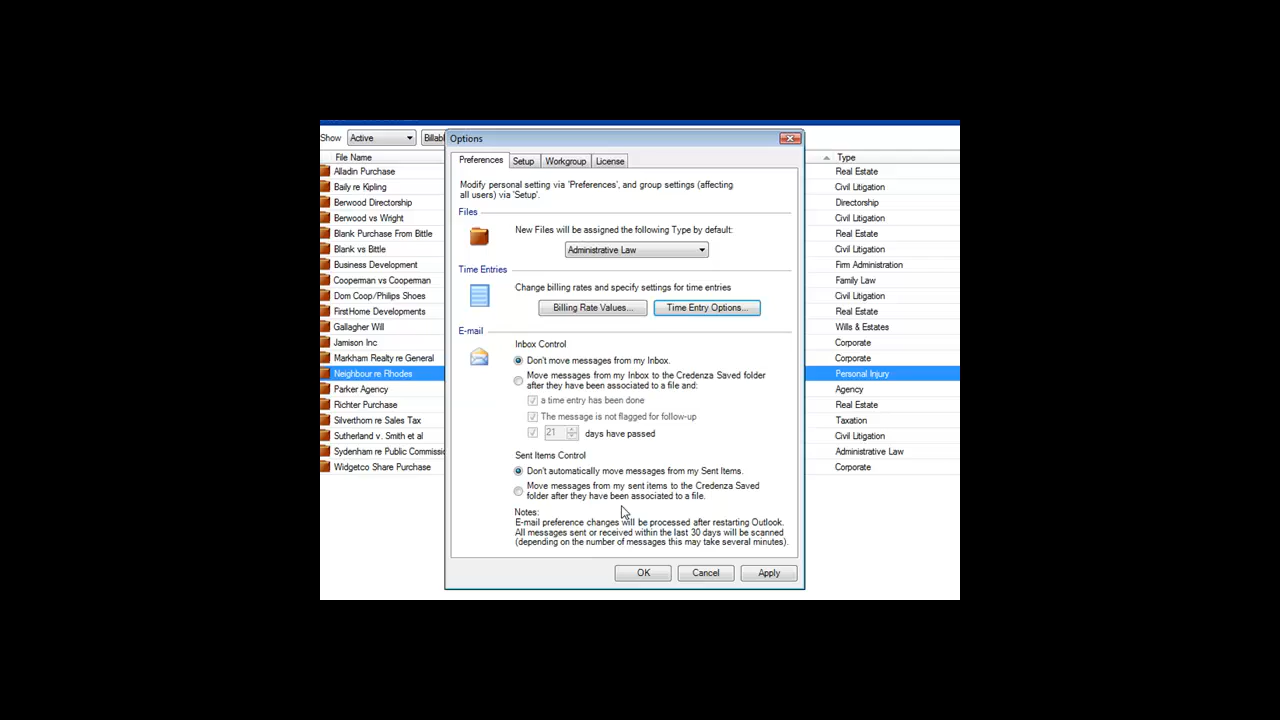 Show Active Billabl
File Name Type
Alladin Purchase Real Estate
Baily re Kipling Civil Litigation
Berwood Directorship Directorship
Berwood vs Wright Civil Litigation
Blank Purchase From Bittle Real Estate
Blank vs Bittle Civil Litigation
Business Development Firm Administration
Cooperman vs Cooperman Family Law
Dom Coop/Philips Shoes Civil Litigation
FirstHome Developments Real Estate
Gallagher Will Wills & Estates
Jamison Inc Corporate
Markham Realty re General Corporate
Neighbour re Rhodes Personal Injury
Parker Agency Agency
Richter Purchase Real Estate
Silverthorn re Sales Tax Taxation
Sutherland v. Smith et al Civil Litigation
Sydenham re Public Commissi Administrative Law
Widgetco Share Purchase Corporate
Options
Preferences Setup Workgroup License
Modify personal setting via 'Preferences', and group settings (affecting
all users) via 'Setup'.
Files
New Files will be assigned the following Type by default:
Administrative Law
Time Entries
Change billing rates and specify settings for time entries
Billing Rate Values... Time Entry Options...
E-mail
Inbox Control
Don't move messages from my Inbox.
Move messages from my Inbox to the Credenza Saved folder
after they have been associated to a file and:
a time entry has been done
The message is not flagged for follow-up
21 days have passed
Sent Items Control
Don't automatically move messages from my Sent Items.
Move messages from my sent items to the Credenza Saved
folder after they have been associated to a file.
Notes:
E-mail preference changes will be processed after restarting Outlook.
All messages sent or received within the last 30 days will be scanned
(depending on the number of messages this may take several minutes).
OK Cancel Apply